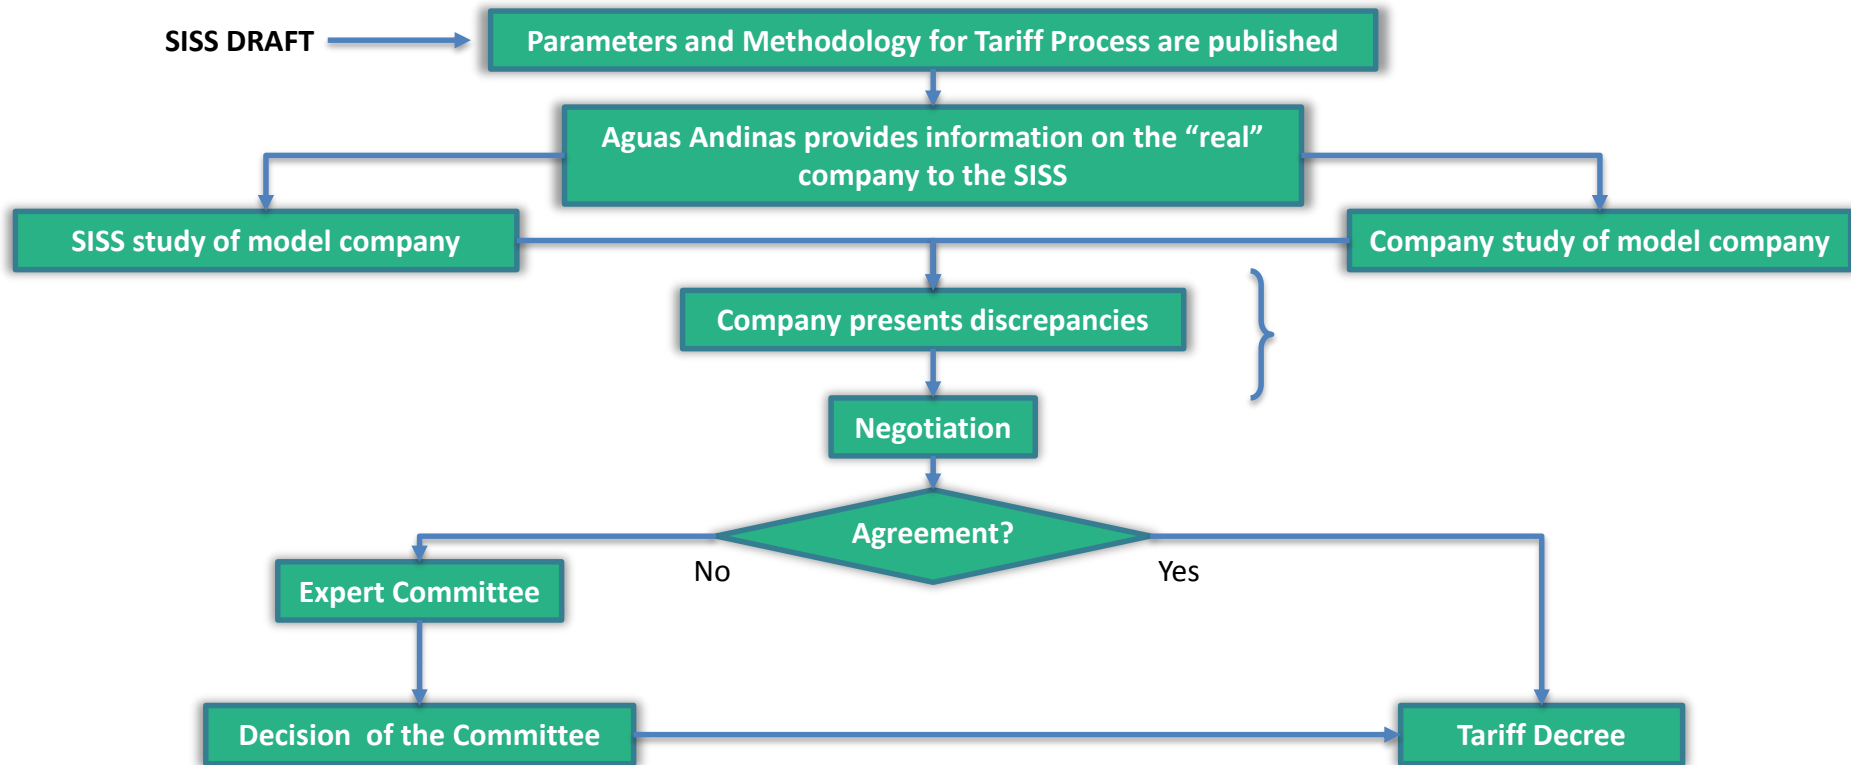 SISS DRAFT
Parameters and Methodology for Tariff Process are published
Aguas Andinas provides information on the “real”
company to the SISS
SISS study of model company
Company study of model company
Company presents discrepancies
Negotiation
Agreement?
No
Yes
Expert Committee
Decision  of the Committee
Tariff Decree